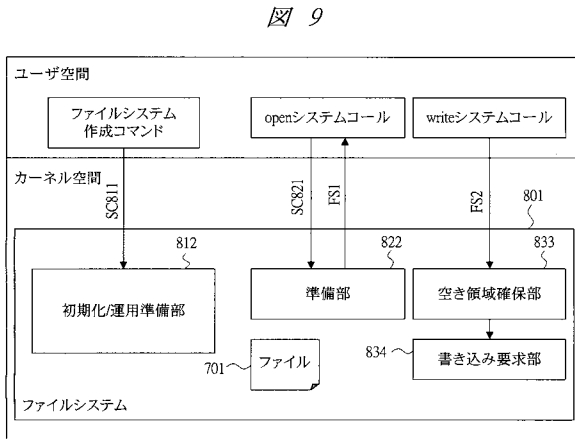 図 9
ユーザ空間
ファイルシステム
作成コマンド
openシステムコール
writeシステムコール
カーネル空間
SC811
SC821
FS1
FS2
801
812
822
833
初期化/運用準備部
準備部
空き領域確保部
701
ファイル
834
書き込み要求部
ファイルシステム